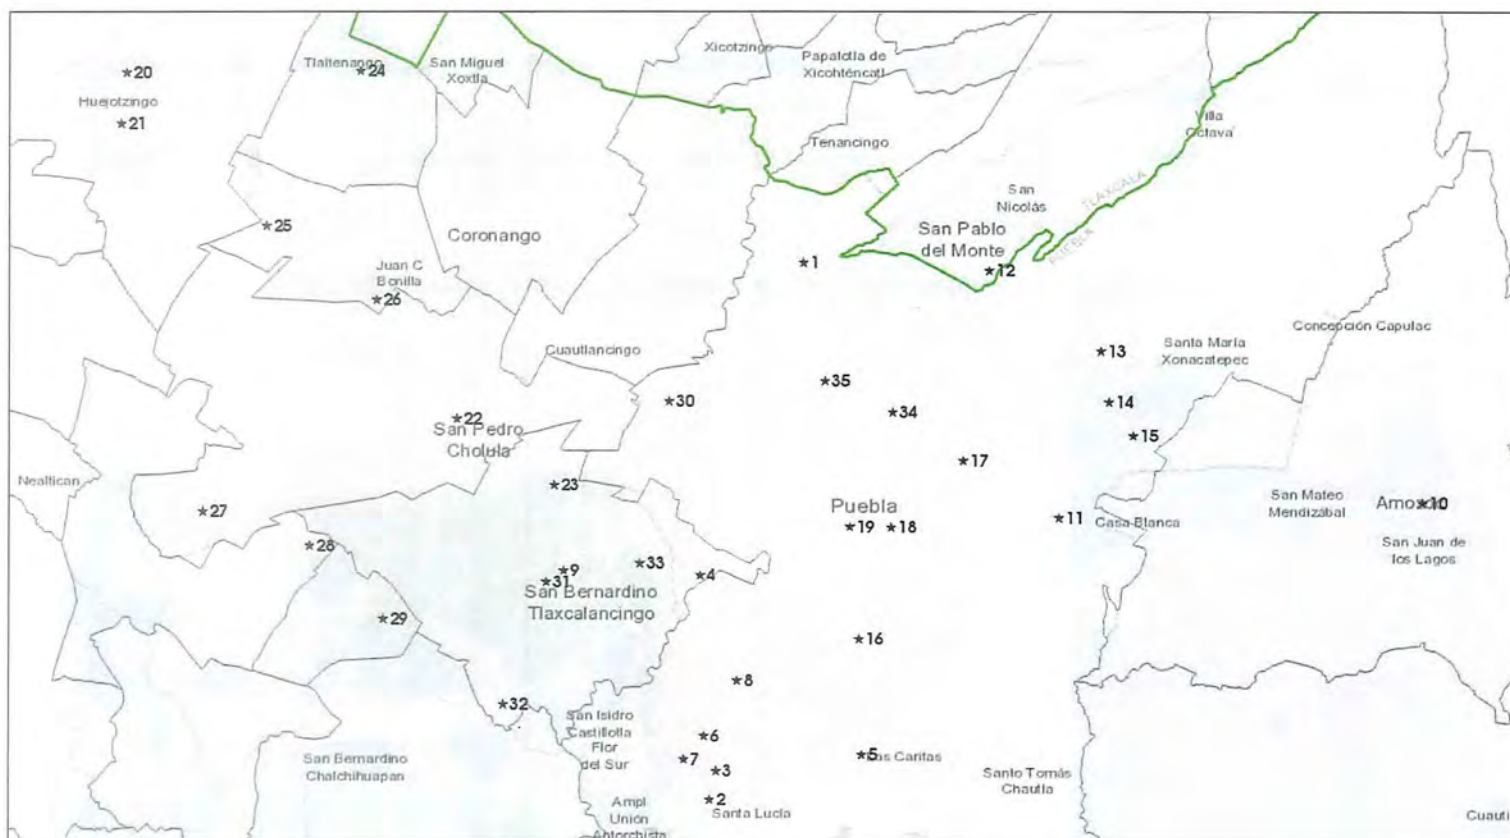 Xicotzingo
Tlaltenango
San Miguel
Xoxtla
Papalotla de
Xicohténcatl
★20
★24
Huejotzingo
★21
Villa
Octava
Tenancingo
San
Nicolás
TLAXCALA
PUEBLA
★25
Coronango
San Pablo
del Monte
★1
★12
Juan C
Bonilla
★26
Concepción Capulac
Cuautlancingo
★13
Santa María
Xonacatepec
★35
★30
★34
★14
★22
San Pedro
Cholula
★15
★17
Nealtican
★23
San Mateo
Mendizábal
★10
★27
Puebla
★19
★18
★11
Casa Blanca
San Juan de
los Lagos
★28
★9
★33
★31
★4
San Bernardino
Tlaxcalancingo
★29
★16
★8
★32
San Isidro
Castillotla
Flor
del Sur
★6
★7
★3
★5
San Bernardino
Chalchihuapan
Santo Tomás
Chautla
★2
Santa Lucía
Ampl
Unión
Antorchista